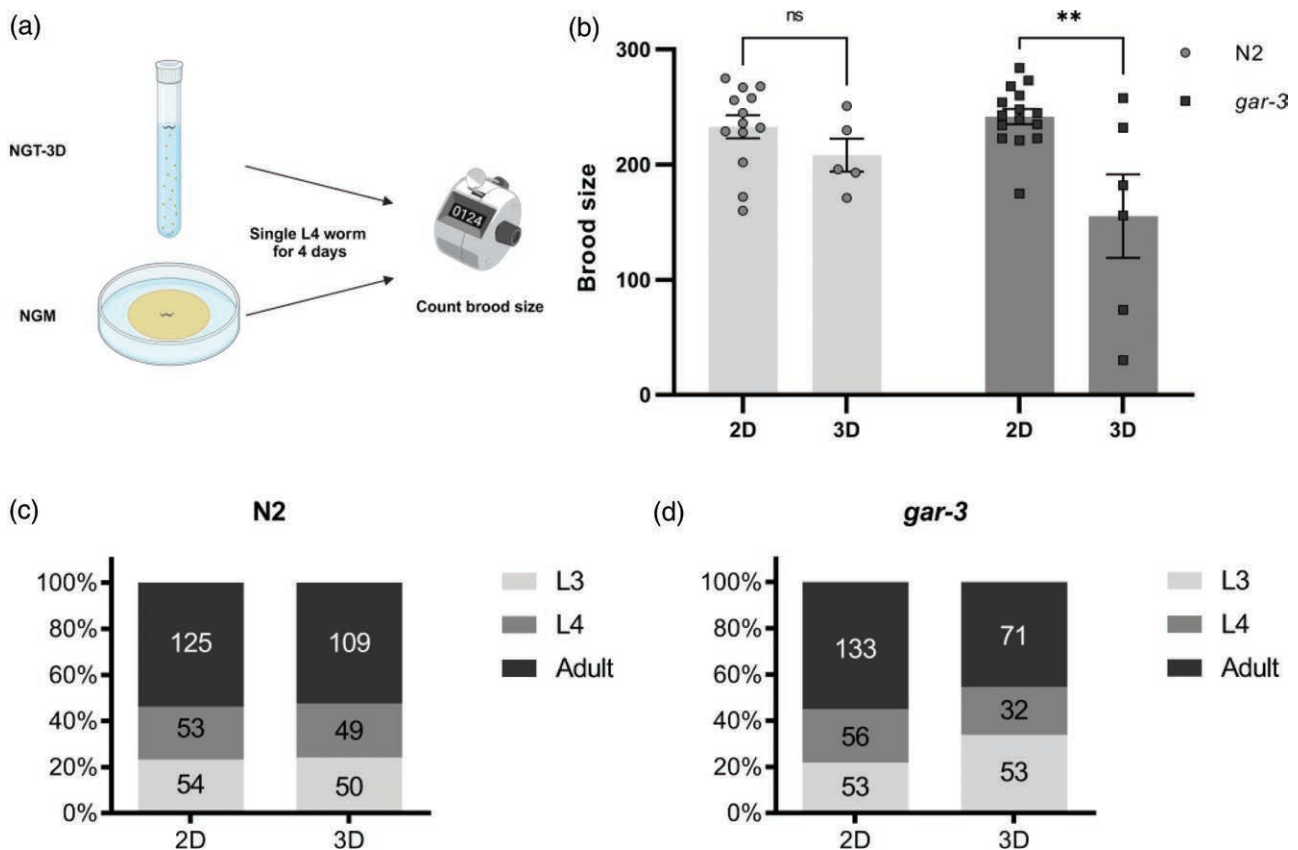 (a)
NGT-3D
NGM
Single L4 worm
for 4 days
0124
Count brood size
(b)
ns
**
N2
gar-3
Brood size
300
200
100
0
2D 3D 2D 3D
(c)
N2
100%
80%
60%
40%
20%
0%
125 109
53 49
54 50
2D 3D
L3
L4
Adult
(d)
gar-3
100%
80%
60%
40%
20%
0%
133 71
56 32
53 53
2D 3D
L3
L4
Adult